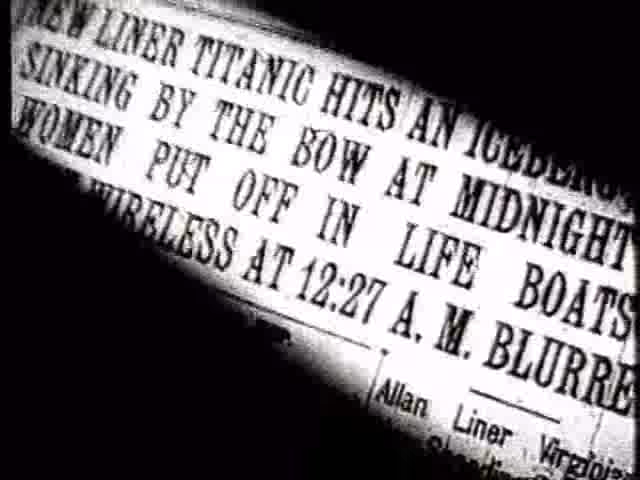 NEW LINER TITANIC HITS AN ICEBERG
SINKING BY THE BOW AT MIDNIGHT
WOMEN PUT OFF IN LIFE BOATS
WIRELESS AT 12:27 A. M. BLURRE
Allan Liner Virginia